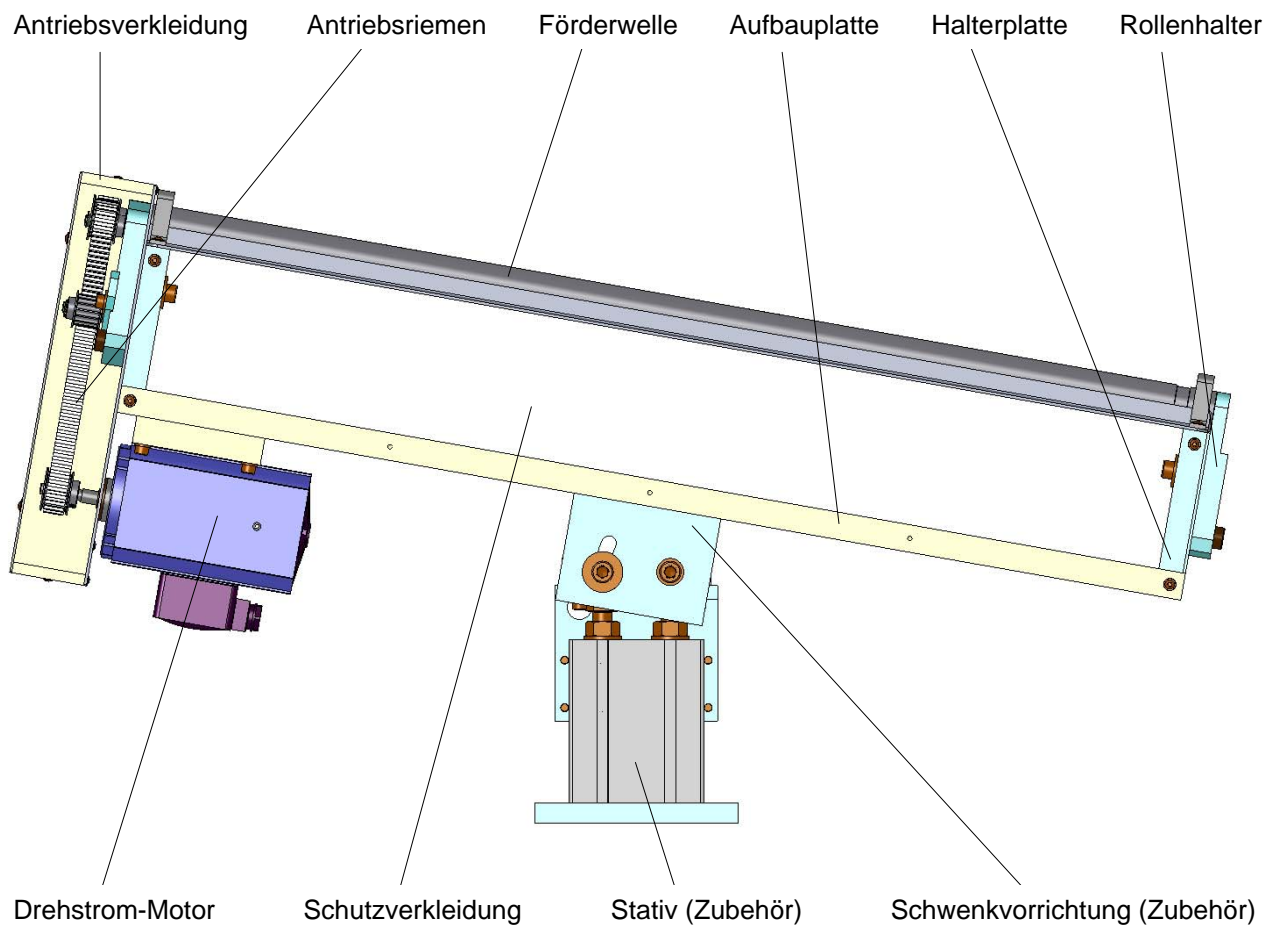 Antriebsverkleidung Antriebsriemen Förderwelle Aufbauplatte Halterplatte Rollenhalter
Drehstrom-Motor Schutzverkleidung Stativ (Zubehör) Schwenkvorrichtung (Zubehör)